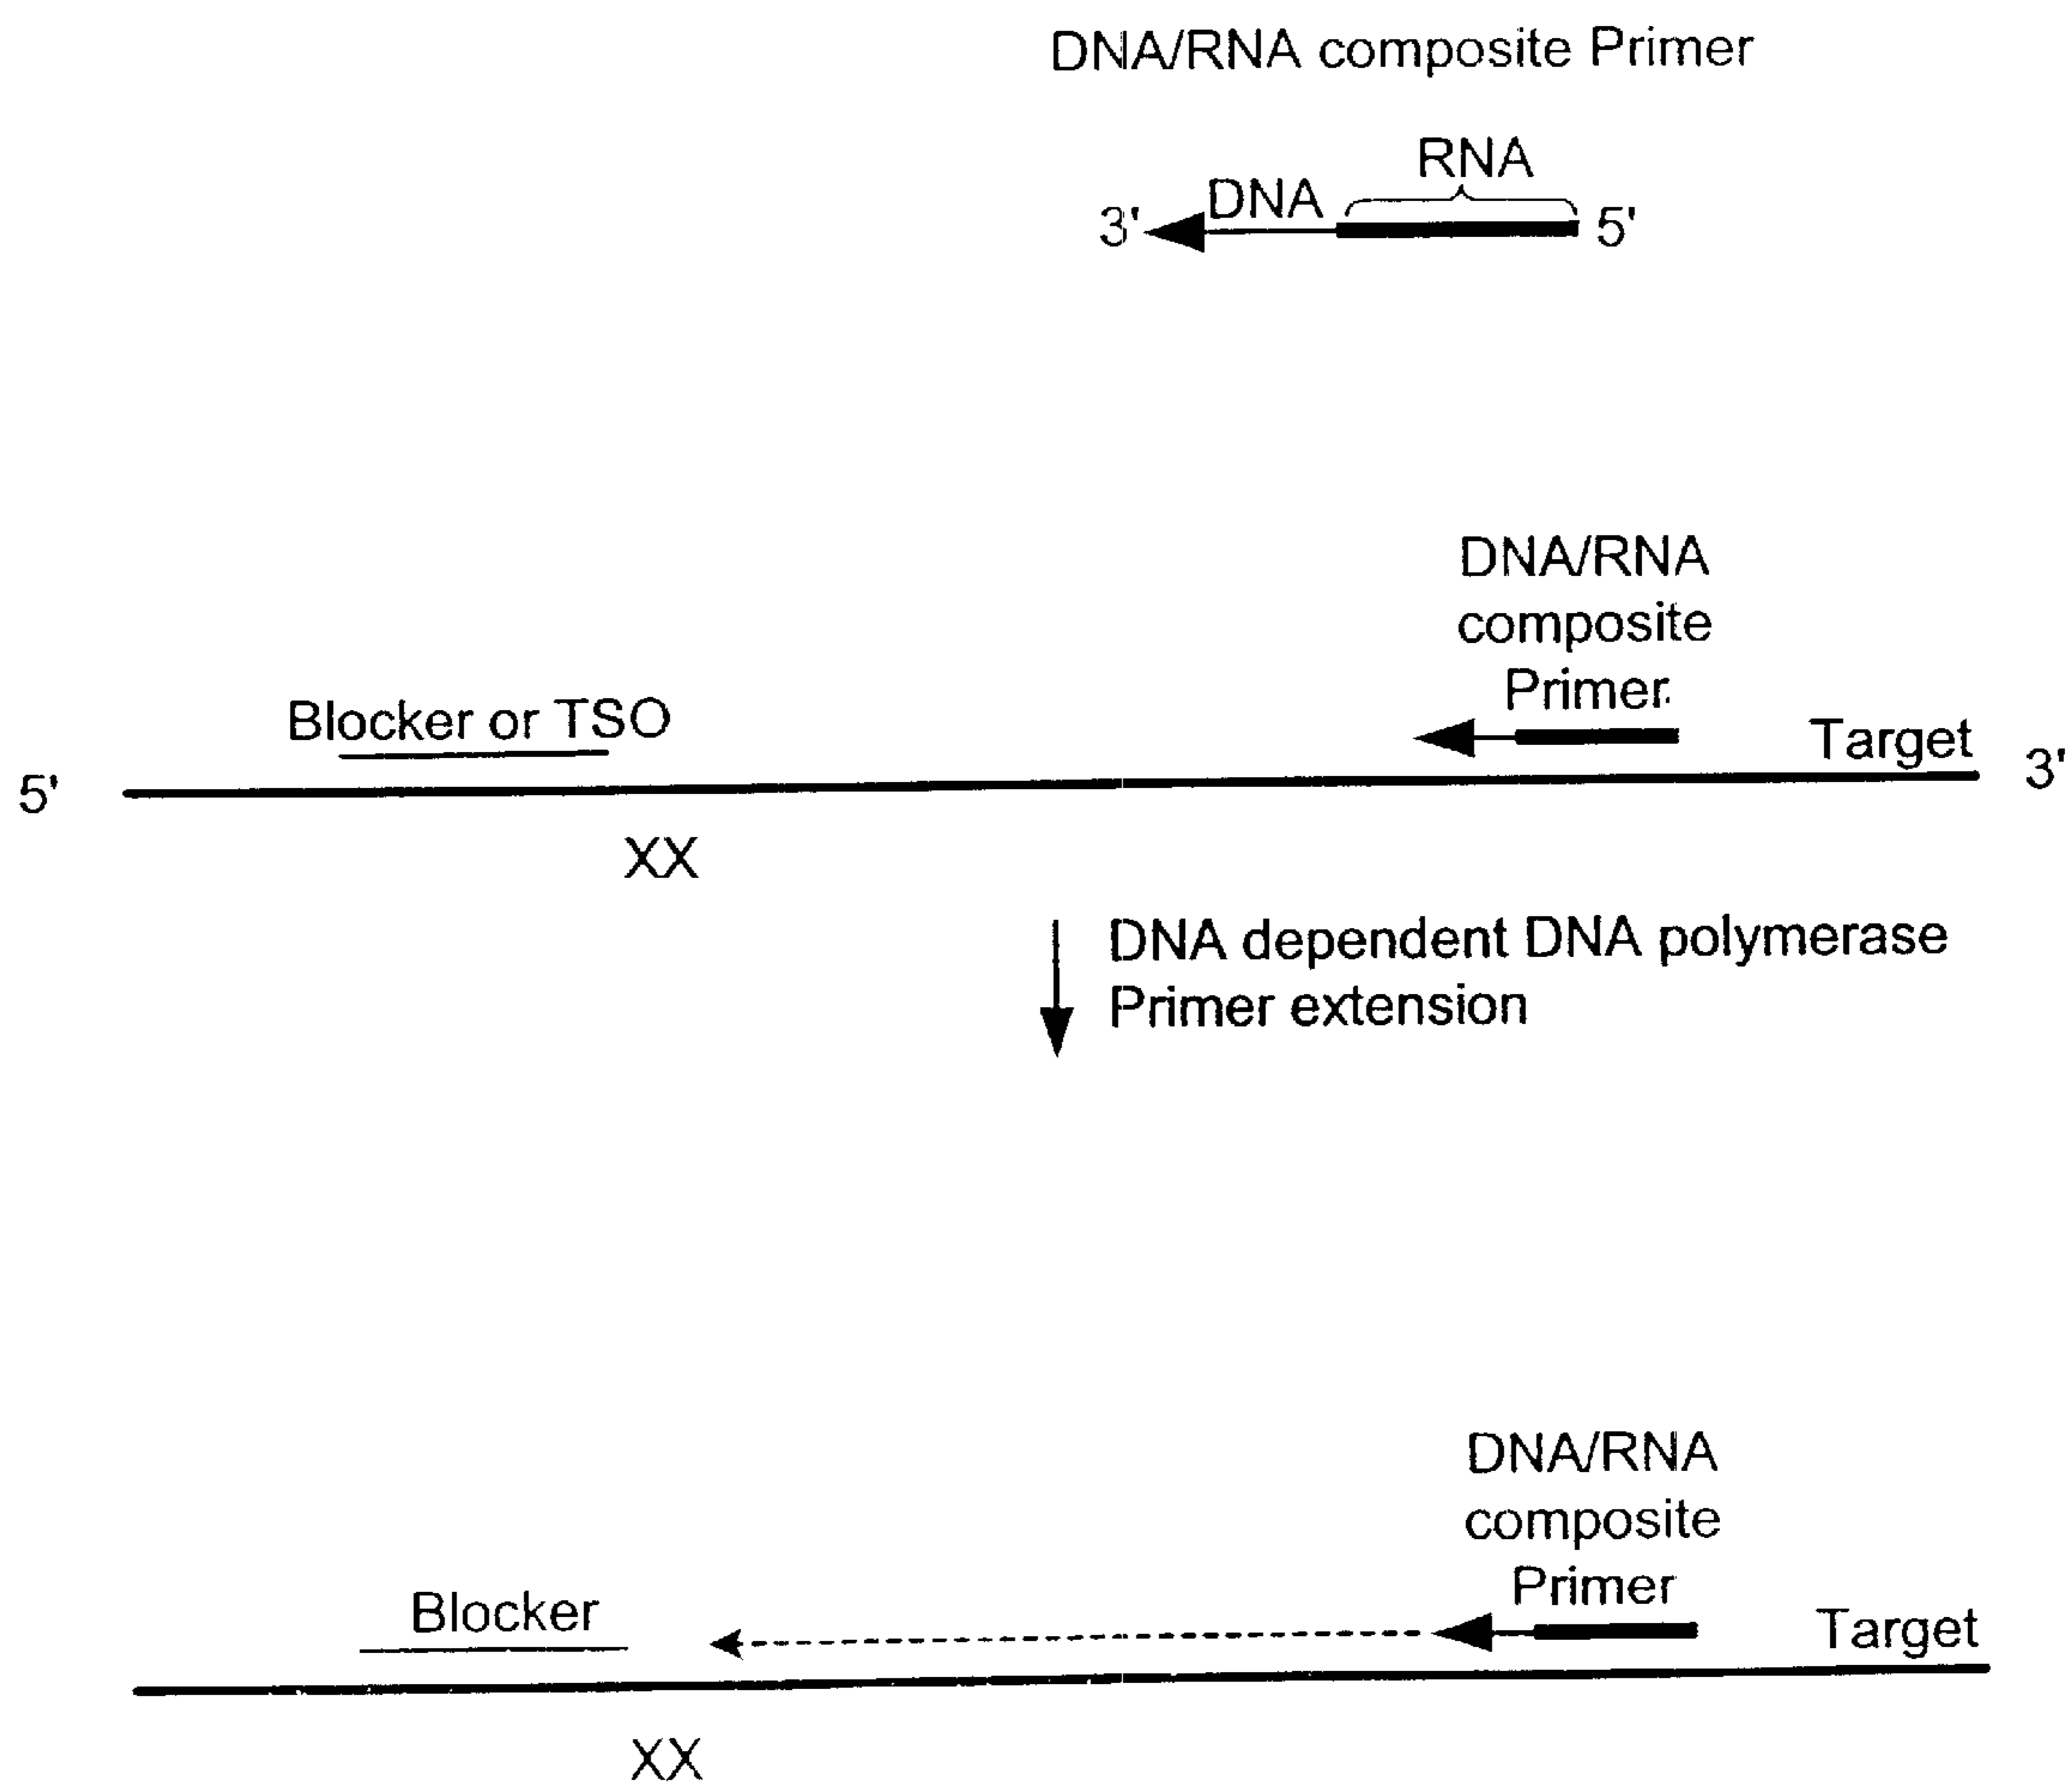 DNA/RNA composite Primer
RNA
DNA
3'
5'
DNA/RNA
composite
Primer
Blocker or TSO
Target
5'
3'
XX
DNA dependent DNA polymerase
Primer extension
DNA/RNA
composite
Primer
Blocker
Target
XX